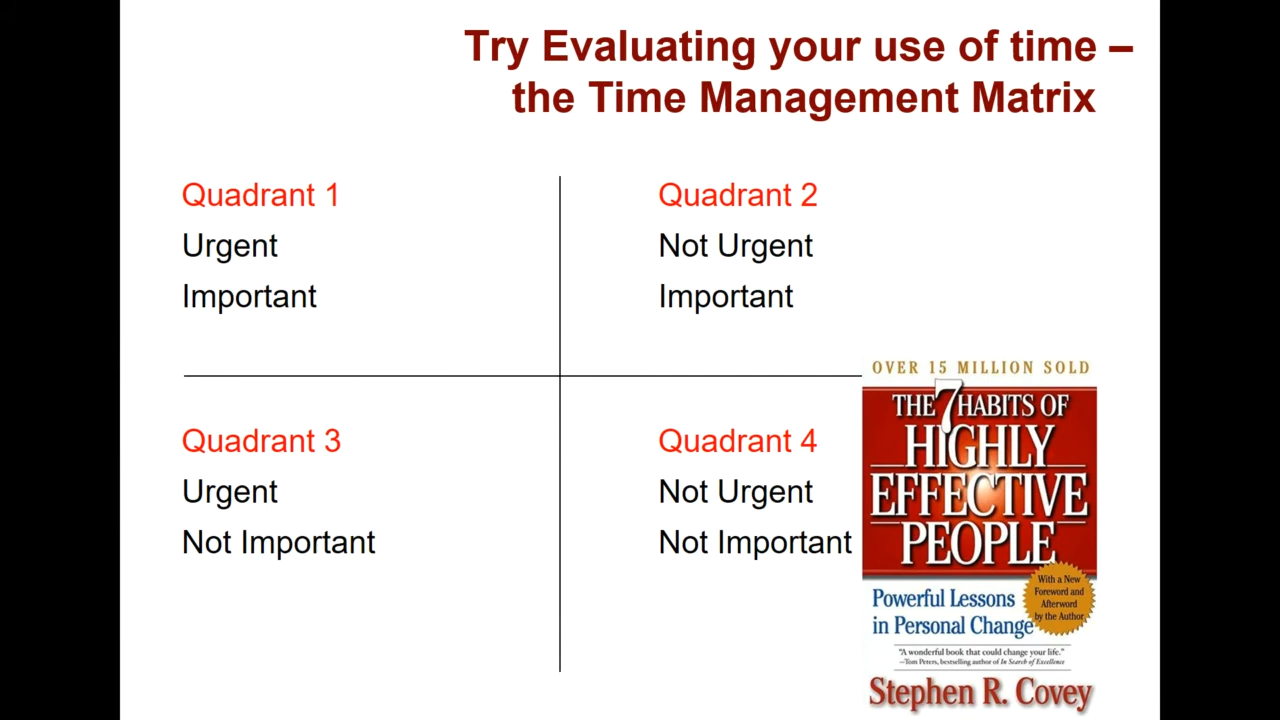 Try Evaluating your use of time –
the Time Management Matrix
Quadrant 1
Urgent
Important
Quadrant 2
Not Urgent
Important
Quadrant 3
Urgent
Not Important
Quadrant 4
Not Urgent
Not Important
OVER 15 MILLION SOLD
THE 7 HABITS OF
HIGHLY
EFFECTIVE
PEOPLE
With a New
Foreword and
Afterword
by the Author
Powerful Lessons
in Personal Change
"A wonderful book that could change your life."
—Tom Peters, bestselling author of In Search of Excellence
Stephen R. Covey